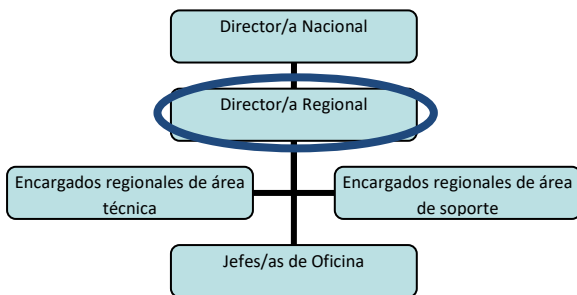 Director/a Nacional
Director/a Regional
Encargados regionales de área
técnica
Encargados regionales de área
de soporte
Jefes/as de Oficina